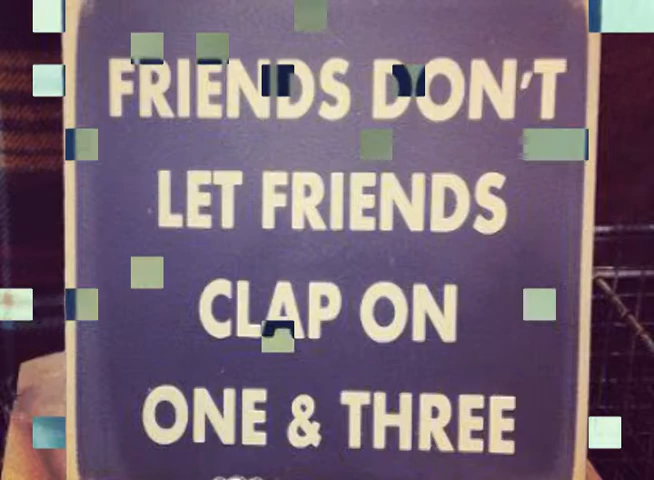 FRIENDS DON'T
LET FRIENDS
CLAP ON
ONE & THREE